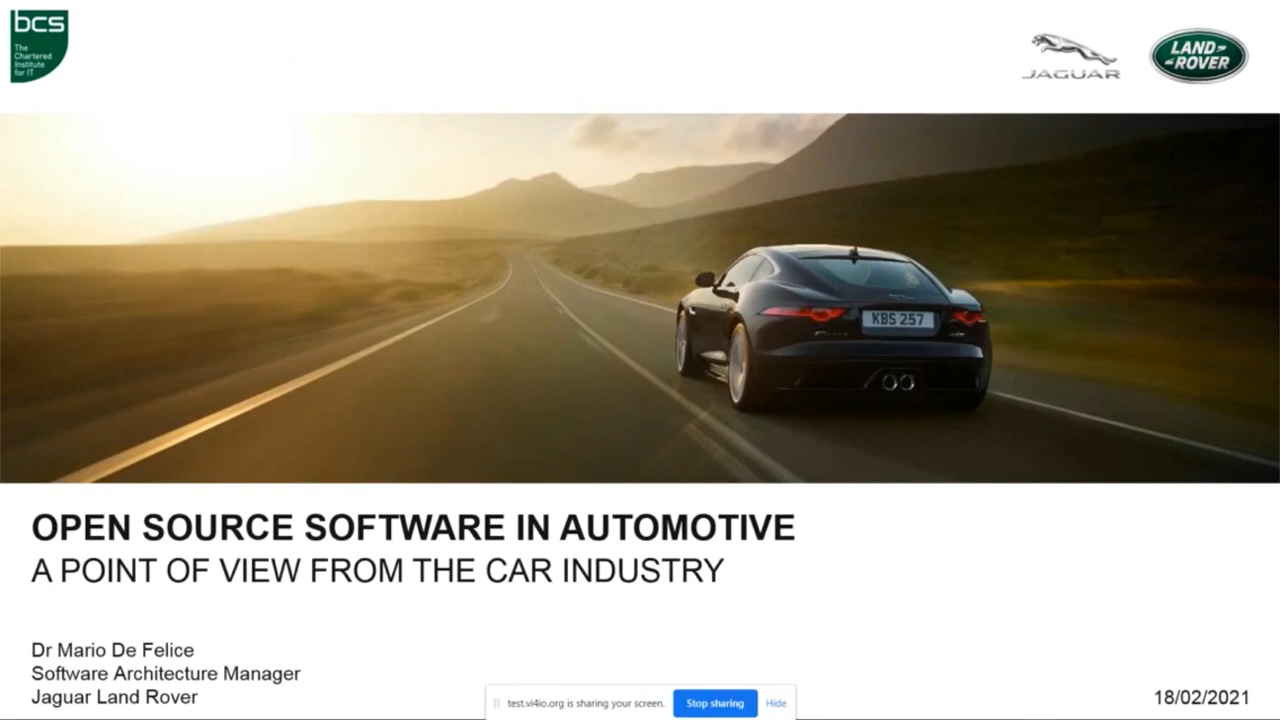 bcs
The
Chartered
Institute
for IT
JAGUAR
LAND-
-ROVER
KBS 257
OPEN SOURCE SOFTWARE IN AUTOMOTIVE
A POINT OF VIEW FROM THE CAR INDUSTRY
Dr Mario De Felice
Software Architecture Manager
Jaguar Land Rover
test.vi4io.org is sharing your screen. Stop sharing Hide
18/02/2021